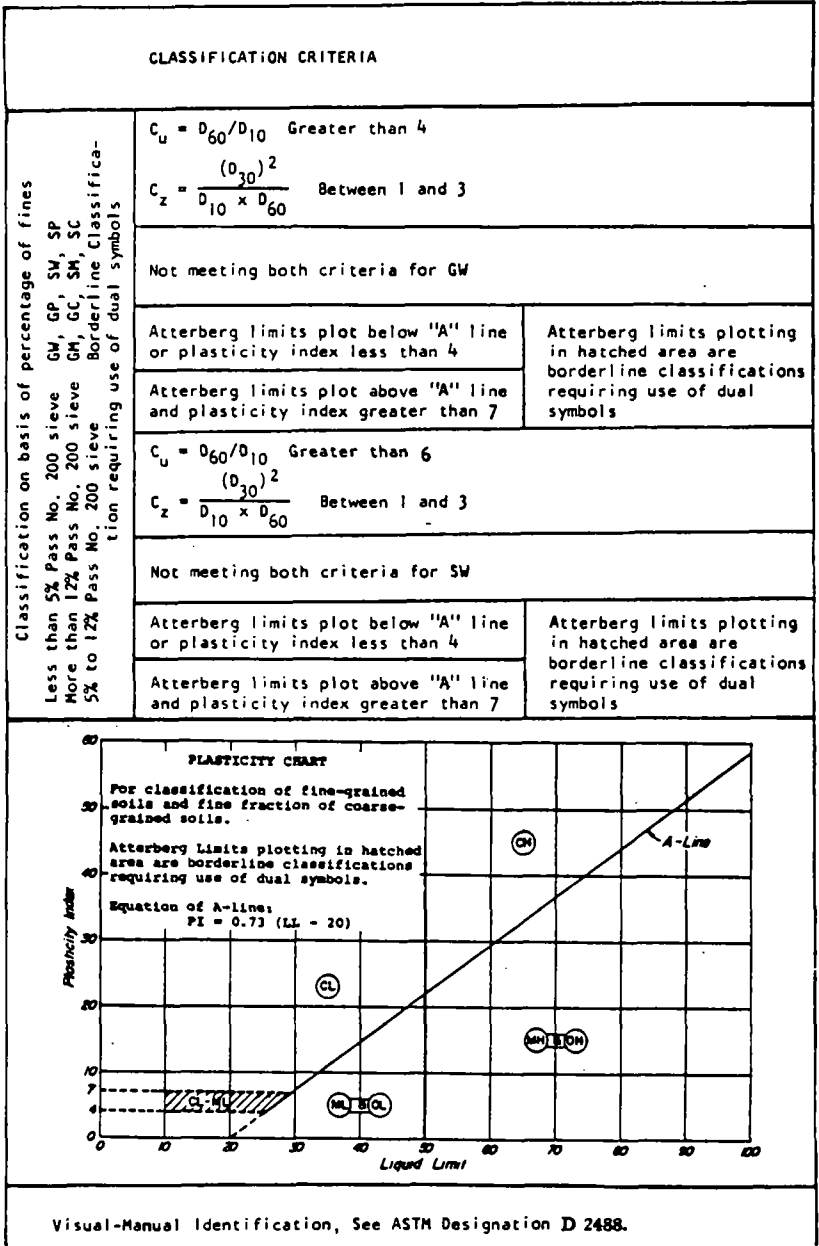 CLASSIFICATION CRITERIA
Classification on basis of percentage of fines
Less than 5% Pass No. 200 sieve GW, GP, SW, SP
More than 12% Pass No. 200 sieve GM, GC, SM, SC
5% to 12% Pass No. 200 sieve Borderline Classifica-
tion requiring use of dual symbols
C_u = D_60/D_10 Greater than 4
C_z = (D_30)^2 / (D_10 x D_60) Between 1 and 3
Not meeting both criteria for GW
Atterberg limits plot below "A" line
or plasticity index less than 4
Atterberg limits plot above "A" line
and plasticity index greater than 7
Atterberg limits plotting
in hatched area are
borderline classifications
requiring use of dual
symbols
C_u = D_60/D_10 Greater than 6
C_z = (D_30)^2 / (D_10 x D_60) Between 1 and 3
Not meeting both criteria for SW
Atterberg limits plot below "A" line
or plasticity index less than 4
Atterberg limits plot above "A" line
and plasticity index greater than 7
Atterberg limits plotting
in hatched area are
borderline classifications
requiring use of dual
symbols
PLASTICITY CHART
For classification of fine-grained
soils and fine fraction of coarse-
grained soils.
Atterberg Limits plotting in hatched
area are borderline classifications
requiring use of dual symbols.
Equation of A-line:
PI = 0.73 (LL - 20)
Plasticity Index
60
50
40
30
20
10
7
4
0
CH
A-Line
CL
MH & OH
CL-ML
ML & OL
0 10 20 30 40 50 60 70 80 90 100
Liquid Limit
Visual-Manual Identification, See ASTM Designation D 2488.